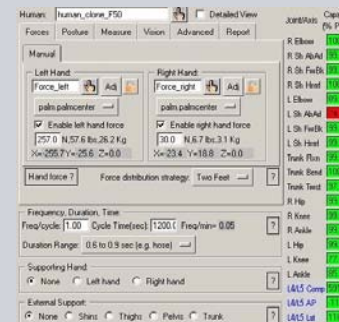 Human: human_clone_F50 Detailed View
Forces Posture Measure Vision Advanced Report
Manual
Left Hand: Right Hand:
Force_left Adj Force_right Adj
palm.palmcenter palm.palmcenter
Enable left hand force Enable right hand force
257.0 N,57.6 lbs,26.2 Kg 30.0 N,6.7 lbs,3.1 Kg
X=-255.7 Y=-25.6 Z=0.0 X=-23.4 Y=18.8 Z=0.0
Hand force ? Force distribution strategy: Two Feet ?
Frequency, Duration, Time:
Freq/cycle: 1.00 Cycle Time(sec): 1200. Freq/min= 0.05 ?
Duration Range: 0.6 to 0.9 sec (e.g. hose)
Supporting Hand:
None Left hand Right hand ?
External Support:
None Shins Thighs Pelvis Trunk ?
Joint/Axis Capa
(% P
R Elbow 100
R Sh AbAd
R Sh FwBk
R Sh Hmrl 100
L Elbow
L Sh AbAd
L Sh FwBk
L Sh Hmrl
Trunk Flxn
Trunk Bend 100
Trunk Twst
R Hip
R Knee
R Ankle
L Hip
L Knee
L Ankle
L4/L5 Comp
L4/L5 AP
L4/L5 Lat